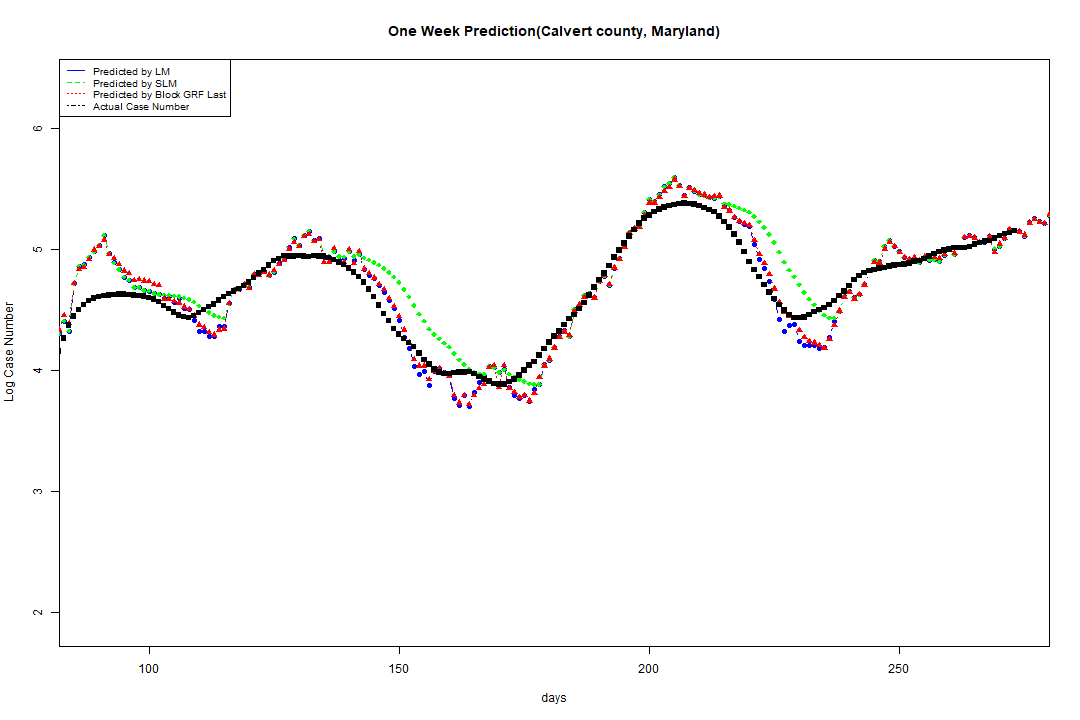 One Week Prediction(Calvert county, Maryland)
Predicted by LM
Predicted by SLM
Predicted by Block GRF Last
Actual Case Number
6
5
4
3
2
Log Case Number
100 150 200 250
days